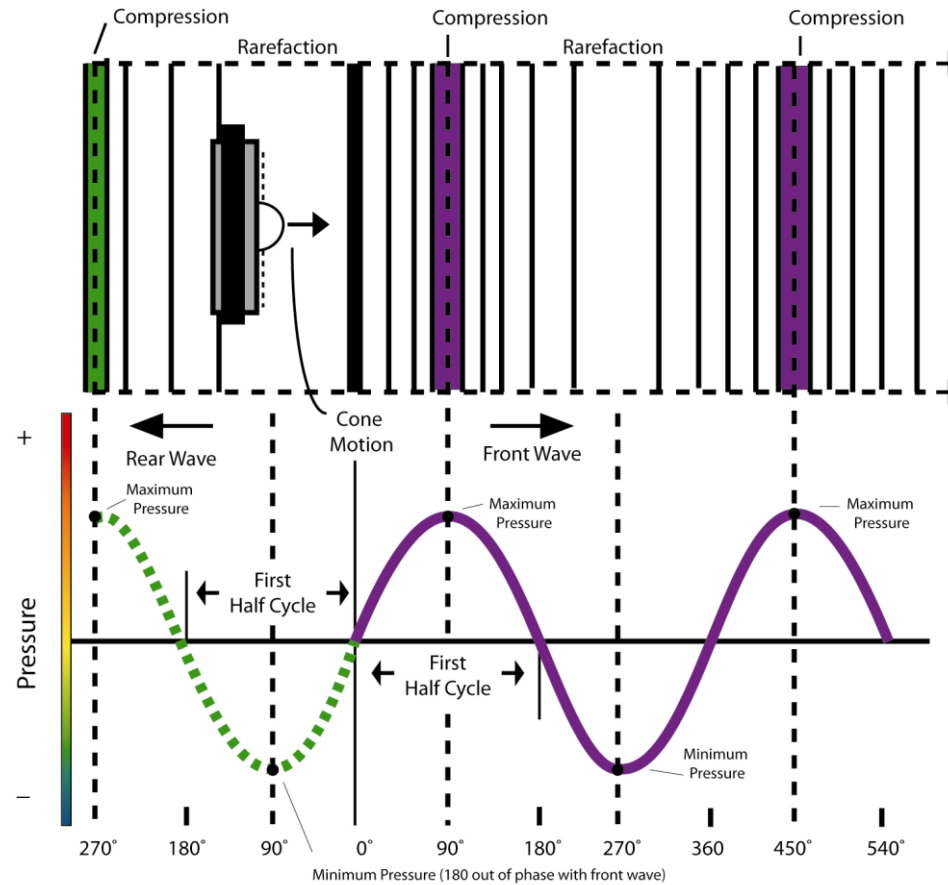 Compression
Compression
Compression
Rarefaction
Rarefaction
Cone
Motion
Rear Wave
Front Wave
+
Maximum
Pressure
Maximum
Pressure
Maximum
Pressure
First
Half Cycle
First
Half Cycle
Pressure
Minimum
Pressure
–
270˚
180˚
90˚
0˚
90˚
180˚
270˚
360
450˚
540˚
Minimum Pressure (180 out of phase with front wave)